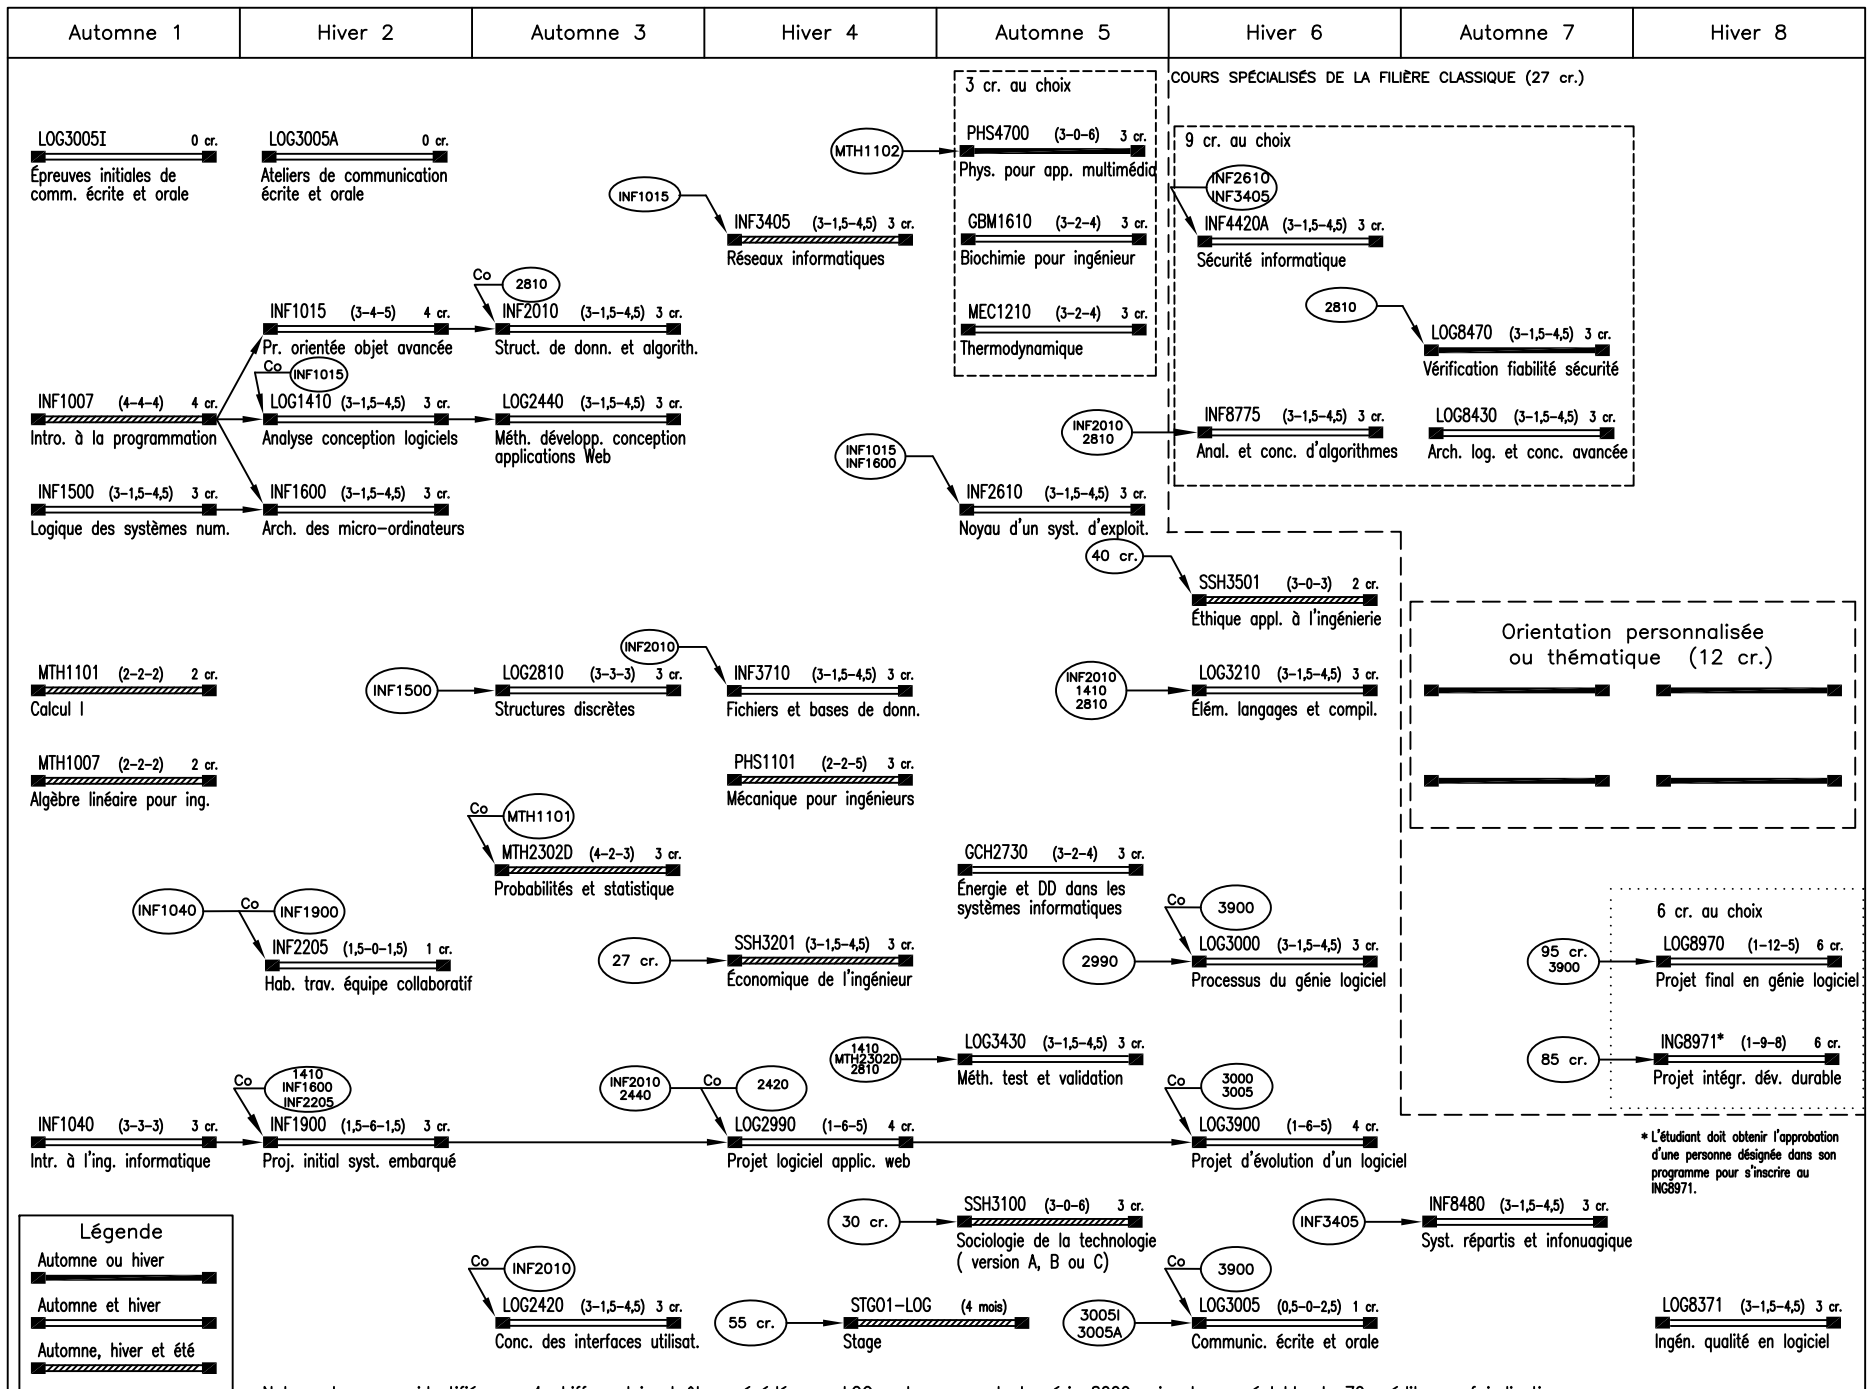 Automne 1
Hiver 2
Automne 3
Hiver 4
Automne 5
Hiver 6
Automne 7
Hiver 8
LOG3005I 0 cr.
Épreuves initiales de
comm. écrite et orale
INF1007 (4-4-4) 4 cr.
Intro. à la programmation
INF1500 (3-1,5-4,5) 3 cr.
Logique des systèmes num.
MTH1101 (2-2-2) 2 cr.
Calcul I
MTH1007 (2-2-2) 2 cr.
Algèbre linéaire pour ing.
INF1040 (3-3-3) 3 cr.
Intr. à l'ing. informatique
Légende
Automne ou hiver
Automne et hiver
Automne, hiver et été
LOG3005A 0 cr.
Ateliers de communication
écrite et orale
INF1015 (3-4-5) 4 cr.
Pr. orientée objet avancée
Co
INF1015
LOG1410 (3-1,5-4,5) 3 cr.
Analyse conception logiciels
INF1600 (3-1,5-4,5) 3 cr.
Arch. des micro-ordinateurs
INF1040
Co
INF1900
INF2205 (1,5-0-1,5) 1 cr.
Hab. trav. équipe collaboratif
Co
1410
INF1600
INF2205
INF1900 (1,5-6-1,5) 3 cr.
Proj. initial syst. embarqué
Co
2810
INF2010 (3-1,5-4,5) 3 cr.
Struct. de donn. et algorith.
LOG2440 (3-1,5-4,5) 3 cr.
Méth. développ. conception
applications Web
INF1500
LOG2810 (3-3-3) 3 cr.
Structures discrètes
Co
MTH1101
MTH2302D (4-2-3) 3 cr.
Probabilités et statistique
Co
INF2010
LOG2420 (3-1,5-4,5) 3 cr.
Conc. des interfaces utilisat.
INF1015
INF3405 (3-1,5-4,5) 3 cr.
Réseaux informatiques
INF2010
INF3710 (3-1,5-4,5) 3 cr.
Fichiers et bases de donn.
PHS1101 (2-2-5) 3 cr.
Mécanique pour ingénieurs
27 cr.
SSH3201 (3-1,5-4,5) 3 cr.
Économique de l'ingénieur
INF2010
2440
Co
2420
LOG2990 (1-6-5) 4 cr.
Projet logiciel applic. web
55 cr.
STG01-LOG (4 mois)
Stage
3 cr. au choix
MTH1102
PHS4700 (3-0-6) 3 cr.
Phys. pour app. multimédia
GBM1610 (3-2-4) 3 cr.
Biochimie pour ingénieur
MEC1210 (3-2-4) 3 cr.
Thermodynamique
INF1015
INF1600
INF2610 (3-1,5-4,5) 3 cr.
Noyau d'un syst. d'exploit.
GCH2730 (3-2-4) 3 cr.
Énergie et DD dans les
systèmes informatiques
1410
MTH2302D
2810
LOG3430 (3-1,5-4,5) 3 cr.
Méth. test et validation
30 cr.
SSH3100 (3-0-6) 3 cr.
Sociologie de la technologie
( version A, B ou C)
COURS SPÉCIALISÉS DE LA FILIÈRE CLASSIQUE (27 cr.)
9 cr. au choix
INF2610
INF3405
INF4420A (3-1,5-4,5) 3 cr.
Sécurité informatique
2810
LOG8470 (3-1,5-4,5) 3 cr.
Vérification fiabilité sécurité
INF2010
2810
INF8775 (3-1,5-4,5) 3 cr.
Anal. et conc. d'algorithmes
LOG8430 (3-1,5-4,5) 3 cr.
Arch. log. et conc. avancée
40 cr.
SSH3501 (3-0-3) 2 cr.
Éthique appl. à l'ingénierie
INF2010
1410
2810
LOG3210 (3-1,5-4,5) 3 cr.
Élém. langages et compil.
Co
3900
2990
LOG3000 (3-1,5-4,5) 3 cr.
Processus du génie logiciel
Co
3000
3005
LOG3900 (1-6-5) 4 cr.
Projet d'évolution d'un logiciel
Co
3900
3005I
3005A
LOG3005 (0,5-0-2,5) 1 cr.
Communic. écrite et orale
Orientation personnalisée
ou thématique (12 cr.)
INF3405
INF8480 (3-1,5-4,5) 3 cr.
Syst. répartis et infonuagique
6 cr. au choix
95 cr.
3900
LOG8970 (1-12-5) 6 cr.
Projet final en génie logiciel
85 cr.
ING8971* (1-9-8) 6 cr.
Projet intégr. dév. durable
* L'étudiant doit obtenir l'approbation
d'une personne désignée dans son
programme pour s'inscrire au
ING8971.
LOG8371 (3-1,5-4,5) 3 cr.
Ingén. qualité en logiciel